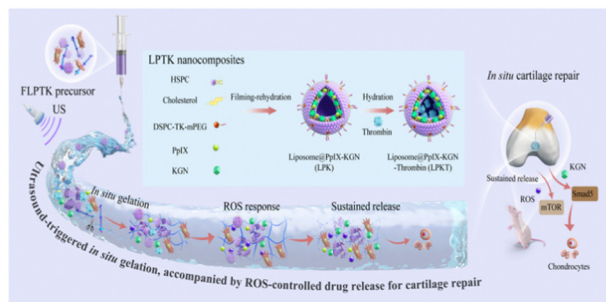 FLPTK precursor
US
LPTK nanocomposites
HSPC
Cholesterol
DSPC-TK-mPEG
PpIX
KGN
Filming-rehydration
Liposome@PpIX-KGN
(LPK)
Hydration
Thrombin
Liposome@PpIX-KGN
-Thrombin (LPKT)
In situ cartilage repair
Sustained release
KGN
ROS
mTOR
Smad5
Chondrocytes
In situ gelation
ROS response
Sustained release
Ultrasound-triggered in situ gelation, accompanied by ROS-controlled drug release for cartilage repair